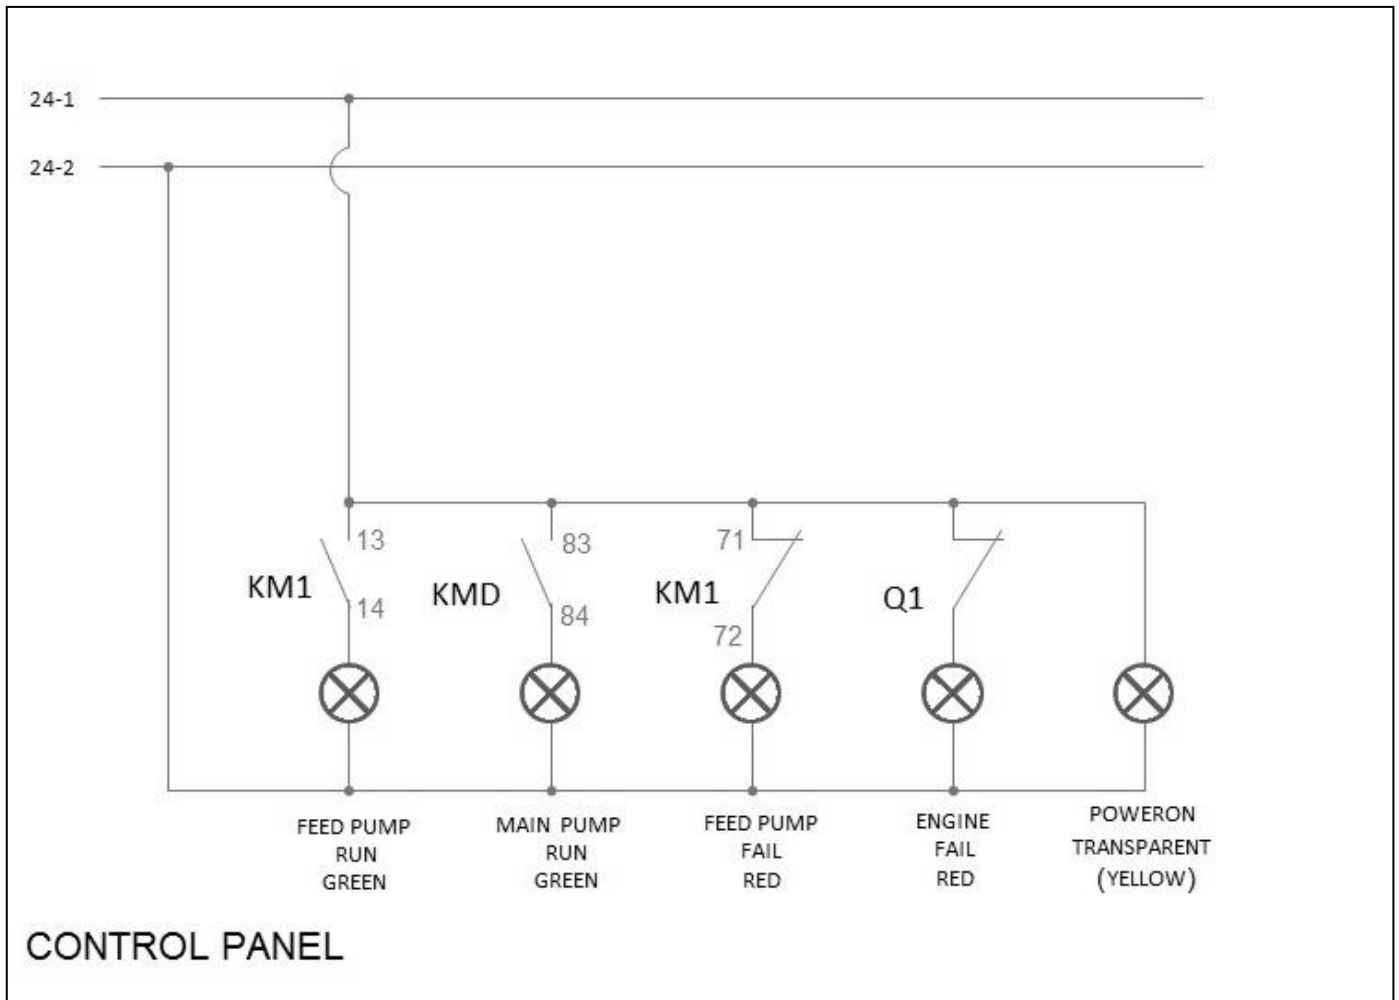 24-1
24-2
13
14
KM1
83
84
KMD
71
72
KM1
Q1
FEED PUMP
RUN
GREEN
MAIN PUMP
RUN
GREEN
FEED PUMP
FAIL
RED
ENGINE
FAIL
RED
POWERON
TRANSPARENT
(YELLOW)
CONTROL PANEL